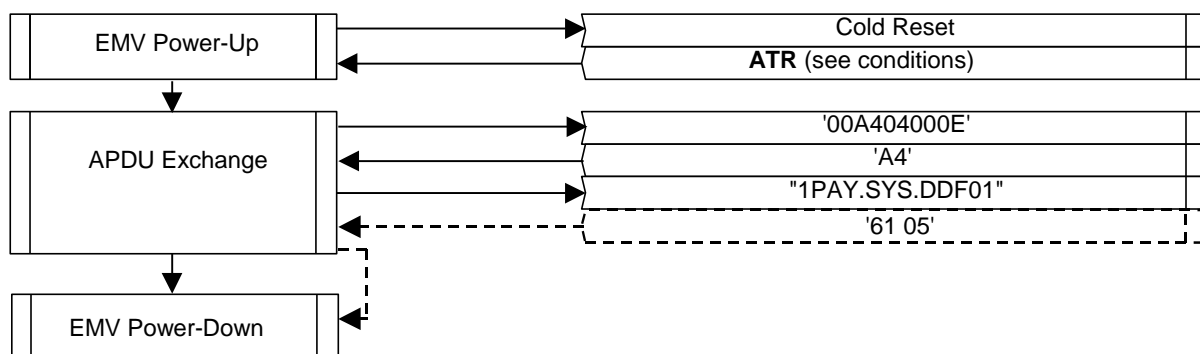 EMV Power-Up
Cold Reset
ATR (see conditions)
APDU Exchange
'00A404000E'
'A4'
"1PAY.SYS.DDF01"
'61 05'
EMV Power-Down